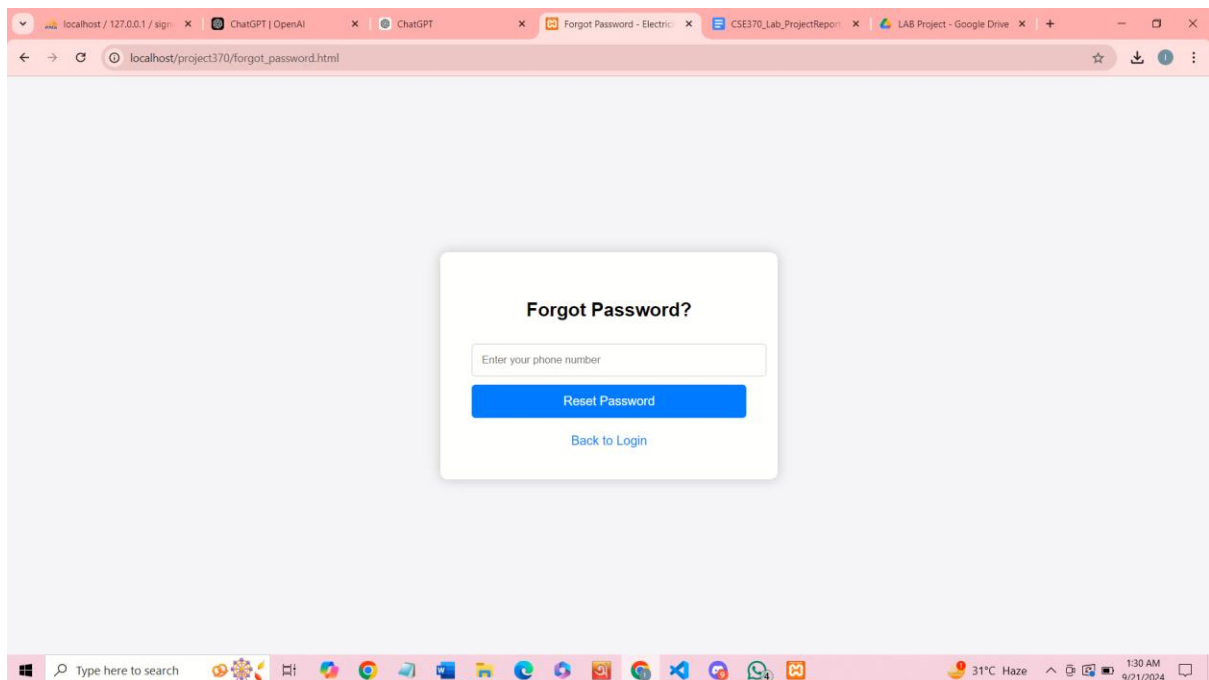 localhost / 127.0.0.1 / sign
ChatGPT | OpenAI
ChatGPT
Forgot Password - Electric
CSE370_Lab_ProjectReport
LAB Project - Google Drive
localhost/project370/forgot_password.html
Forgot Password?
Enter your phone number
Reset Password
Back to Login
Type here to search
4
31°C Haze
1:30 AM
9/21/2024